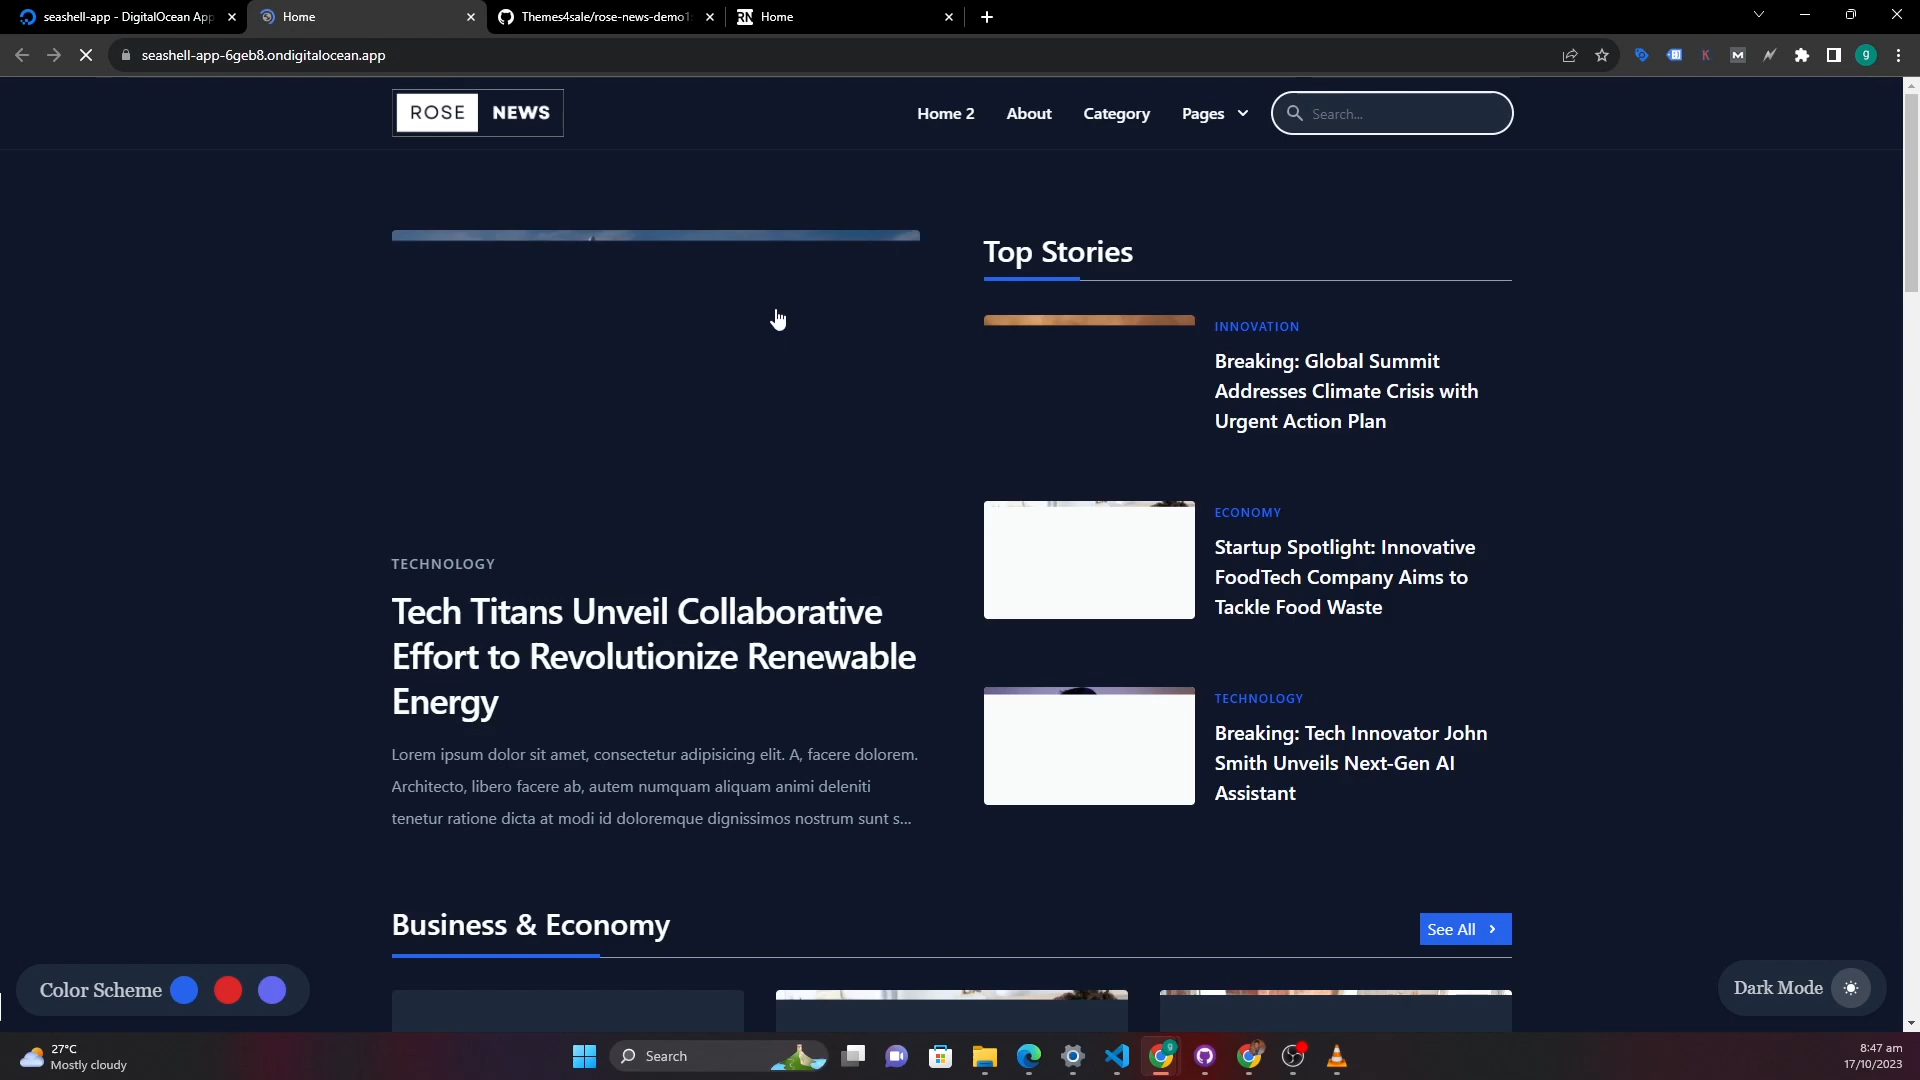 seashell-app - DigitalOcean App
Home
Themes4sale/rose-news-demo1
RN Home
seashell-app-6geb8.ondigitalocean.app
K
M
g
ROSE NEWS
Home 2
About
Category
Pages
Search...
Top Stories
INNOVATION
Breaking: Global Summit
Addresses Climate Crisis with
Urgent Action Plan
ECONOMY
Startup Spotlight: Innovative
FoodTech Company Aims to
Tackle Food Waste
TECHNOLOGY
Breaking: Tech Innovator John
Smith Unveils Next-Gen AI
Assistant
TECHNOLOGY
Tech Titans Unveil Collaborative
Effort to Revolutionize Renewable
Energy
Lorem ipsum dolor sit amet, consectetur adipisicing elit. A, facere dolorem.
Architecto, libero facere ab, autem numquam aliquam animi deleniti
tenetur ratione dicta at modi id doloremque dignissimos nostrum sunt s...
Business & Economy
See All
Color Scheme
Dark Mode
27°C
Mostly cloudy
Search
g
8:47 am
17/10/2023